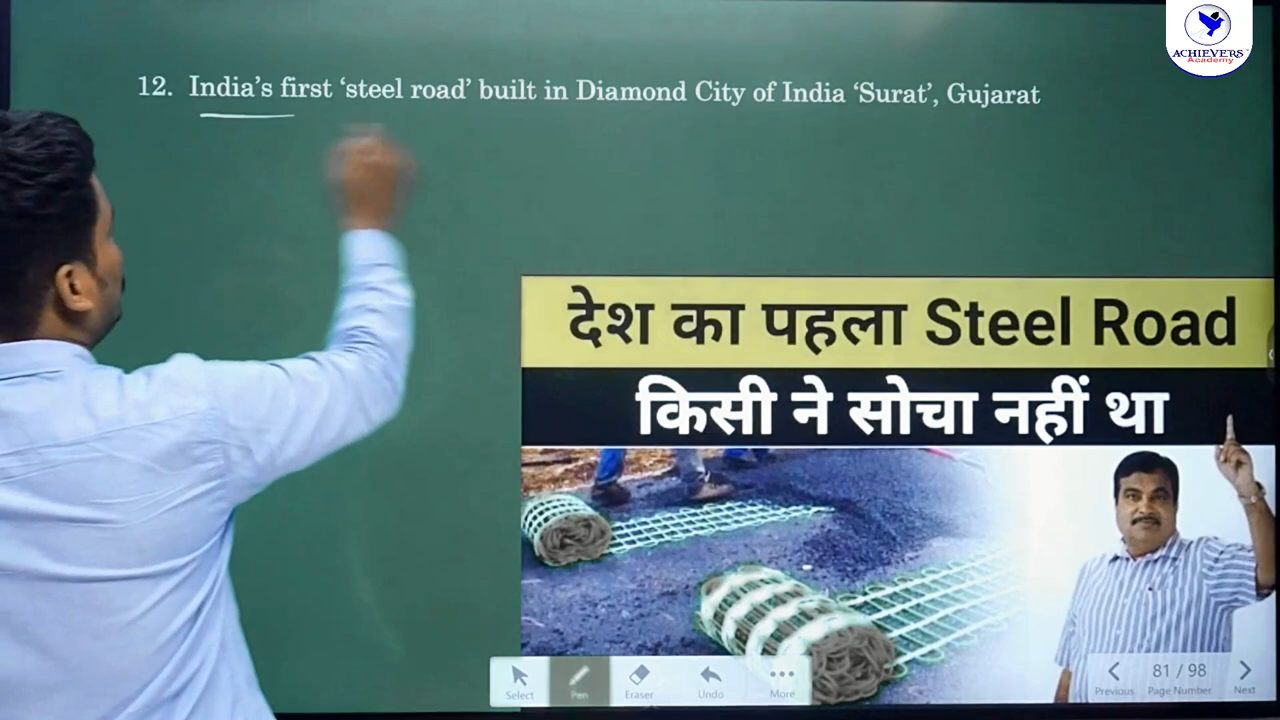 ACHIEVERS
Academy
12. India's first ‘steel road’ built in Diamond City of India ‘Surat’, Gujarat
देश का पहला Steel Road
किसी ने सोचा नहीं था
Select Pen Eraser Undo More
81 / 98
Previous Page Number Next